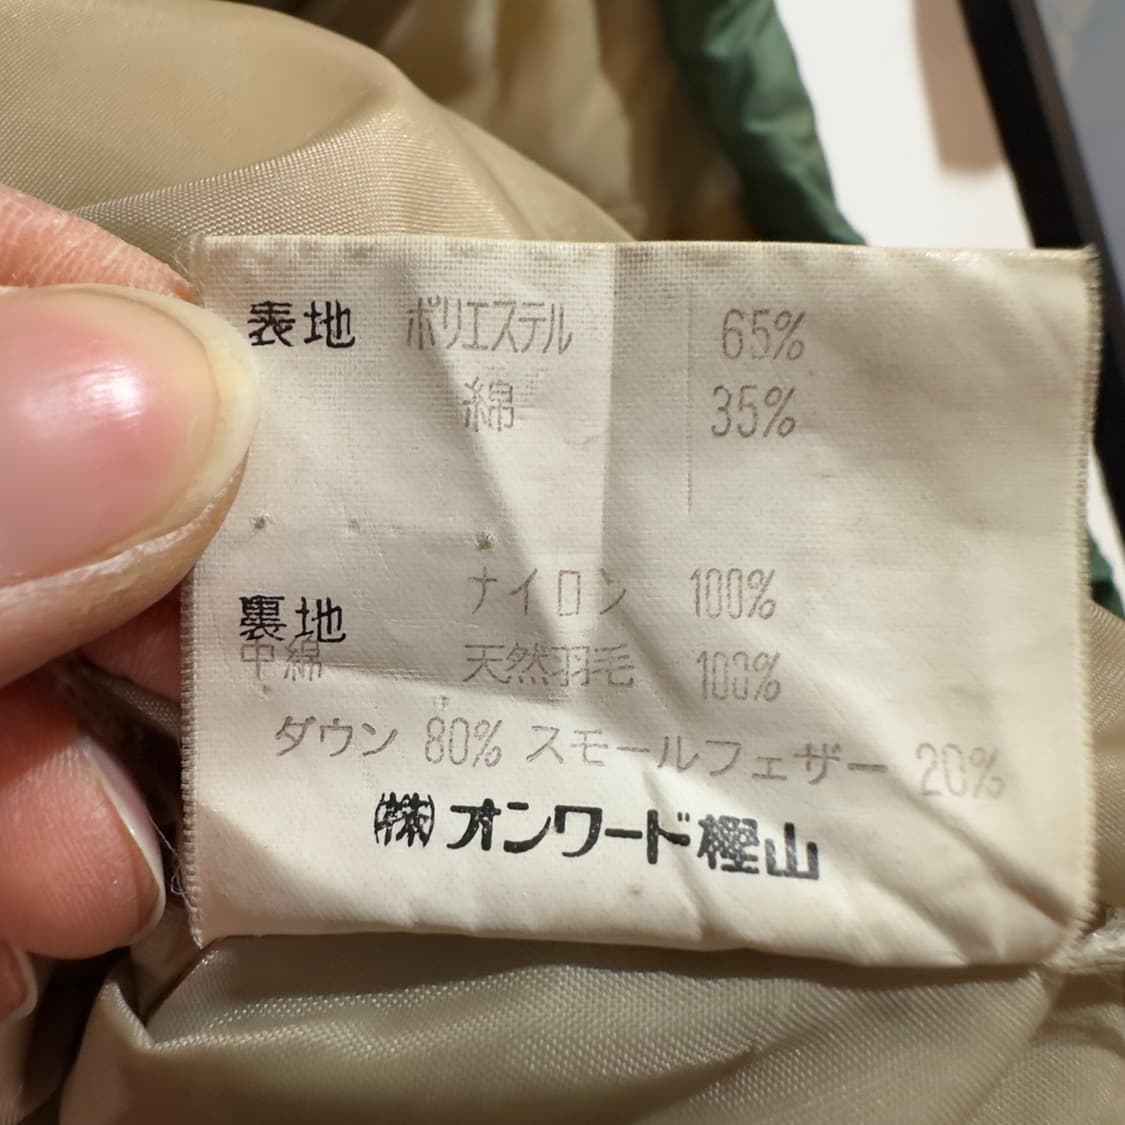 表地 ポリエステル 65%
綿 35%
ナイロン 100%
裏地
中綿 天然羽毛 100%
ダウン 80% スモールフェザー 20%
㈱オンワード樫山